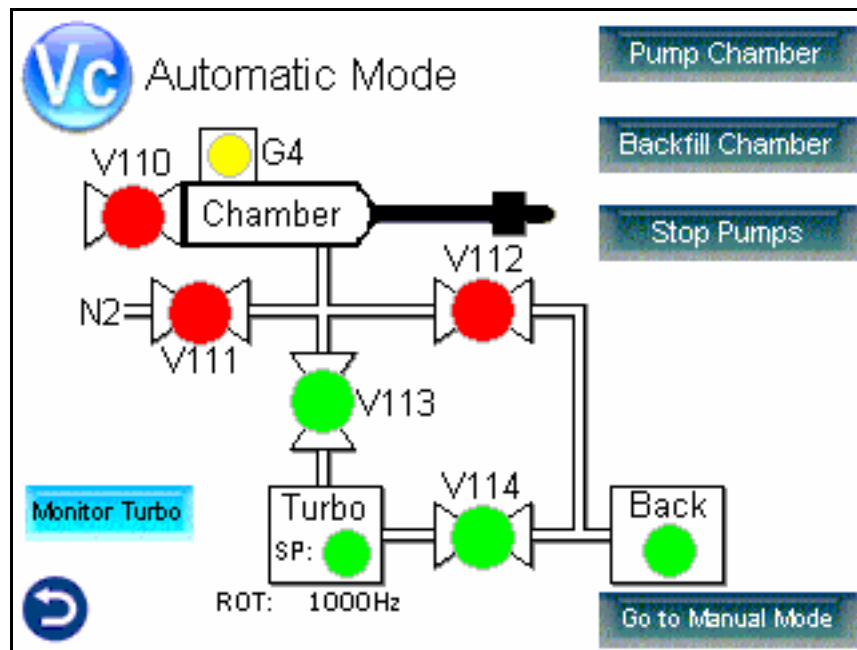 Vc
Automatic Mode
Pump Chamber
V110
G4
Backfill Chamber
Chamber
Stop Pumps
V112
N2
V111
V113
Monitor Turbo
Turbo
V114
Back
SP:
ROT: 1000Hz
Go to Manual Mode